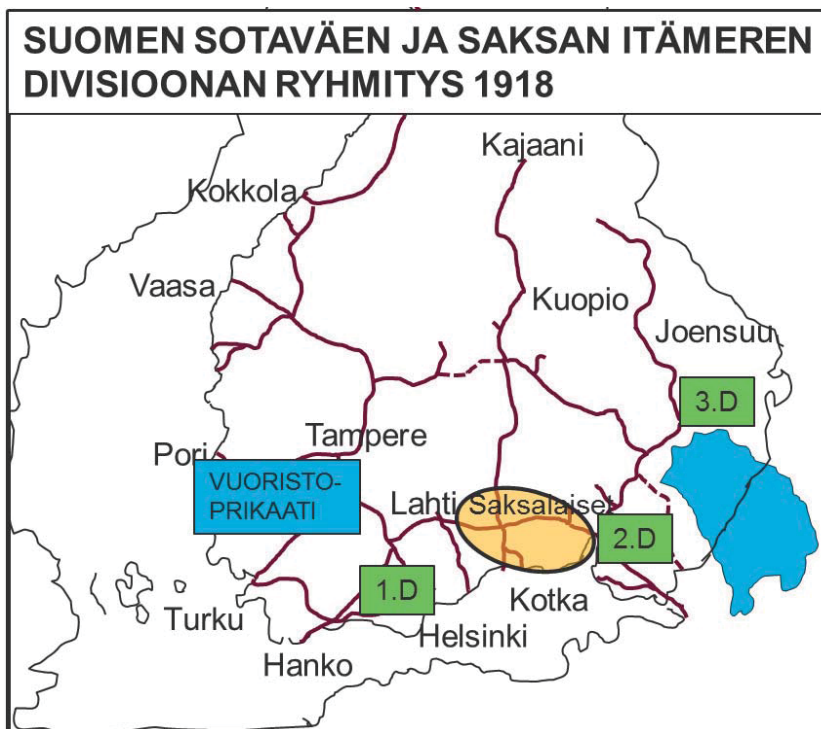 SUOMEN SOTAVÄEN JA SAKSAN ITÄMEREN
DIVISIOONAN RYHMITYS 1918
Kajaani
Kokkola
Vaasa
Kuopio
Joensuu
3.D
Tampere
Pori
VUORISTO-
PRIKAATI
Lahti
Saksalaiset
2.D
1.D
Kotka
Turku
Helsinki
Hanko